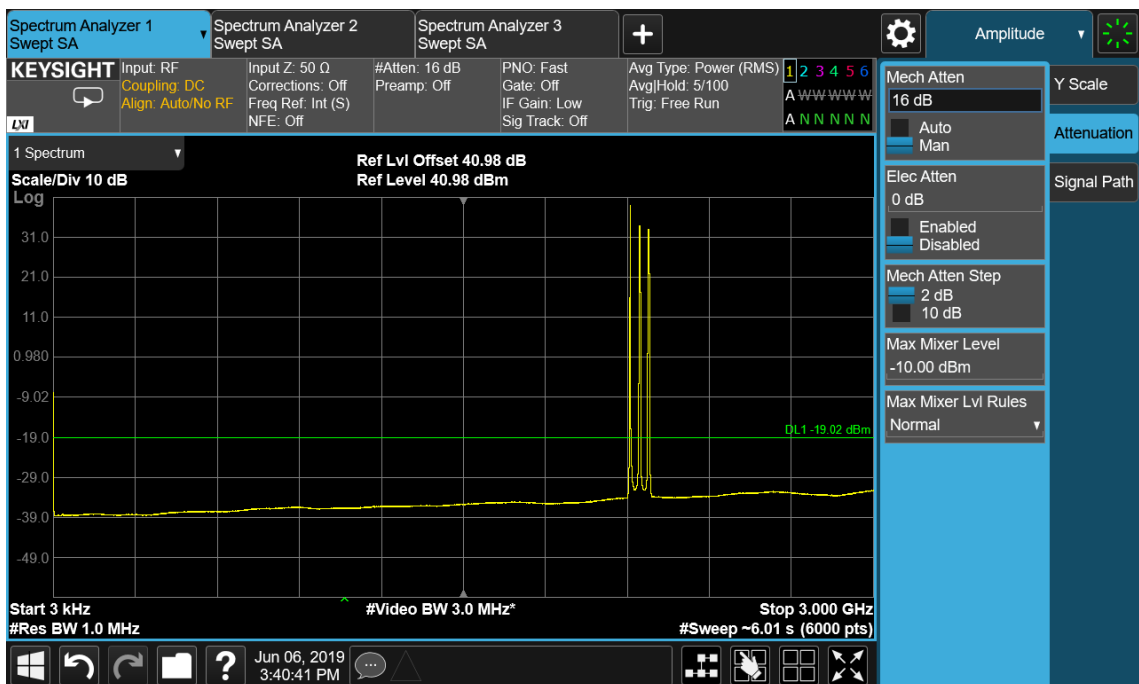 Spectrum Analyzer 1
Swept SA
Spectrum Analyzer 2
Swept SA
Spectrum Analyzer 3
Swept SA
Amplitude
KEYSIGHT
LXI
Input: RF
Coupling: DC
Align: Auto/No RF
Input Z: 50 Ω
Corrections: Off
Freq Ref: Int (S)
NFE: Off
#Atten: 16 dB
Preamp: Off
PNO: Fast
Gate: Off
IF Gain: Low
Sig Track: Off
Avg Type: Power (RMS)
Avg|Hold: 5/100
Trig: Free Run
1 2 3 4 5 6
A W W W W W
A N N N N N
1 Spectrum
Scale/Div 10 dB
Log
Ref Lvl Offset 40.98 dB
Ref Level 40.98 dBm
31.0
21.0
11.0
0.980
-9.02
-19.0
-29.0
-39.0
-49.0
DL1 -19.02 dBm
Start 3 kHz
#Res BW 1.0 MHz
#Video BW 3.0 MHz*
Stop 3.000 GHz
#Sweep ~6.01 s (6000 pts)
Mech Atten
16 dB
Auto
Man
Elec Atten
0 dB
Enabled
Disabled
Mech Atten Step
2 dB
10 dB
Max Mixer Level
-10.00 dBm
Max Mixer Lvl Rules
Normal
Y Scale
Attenuation
Signal Path
?
Jun 06, 2019
3:40:41 PM